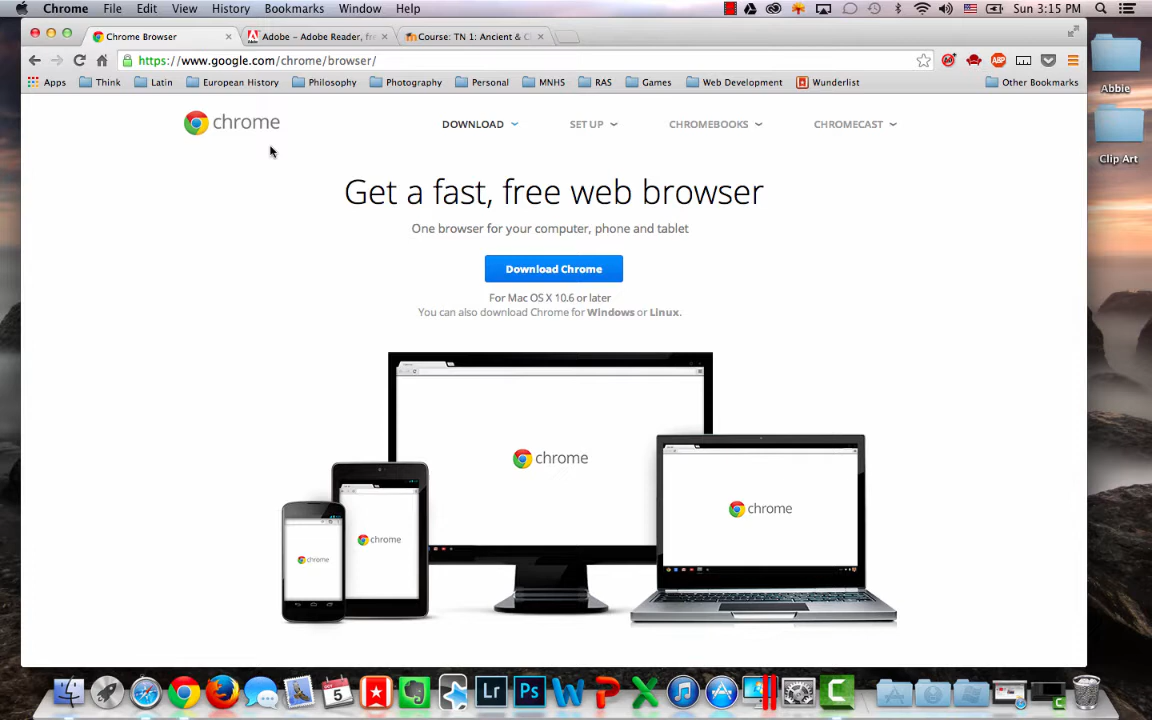 Chrome File Edit View History Bookmarks Window Help Sun 3:15 PM
Chrome Browser Adobe - Adobe Reader, fre Course: TN 1: Ancient & C
https://www.google.com/chrome/browser/
Apps Think Latin European History Philosophy Photography Personal MNHS RAS Games Web Development Wunderlist Other Bookmarks
Abbie
Clip Art
chrome DOWNLOAD SET UP CHROMEBOOKS CHROMECAST
Get a fast, free web browser
One browser for your computer, phone and tablet
Download Chrome
For Mac OS X 10.6 or later
You can also download Chrome for Windows or Linux.
chrome
chrome
chrome
chrome
5
Lr Ps